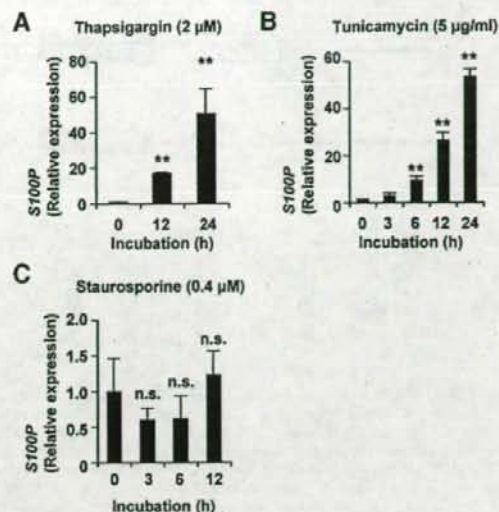 A
Thapsigargin (2 µM)
**
**
80
60
40
20
0
S100P
(Relative expression)
0 12 24
Incubation (h)
B
Tunicamycin (5 µg/ml)
**
**
**
60
40
20
0
S100P
(Relative expression)
0 3 6 12 24
Incubation (h)
C
Staurosporine (0.4 µM)
n.s.
n.s.
n.s.
2.0
1.5
1.0
0.5
0.0
S100P
(Relative expression)
0 3 6 12
Incubation (h)